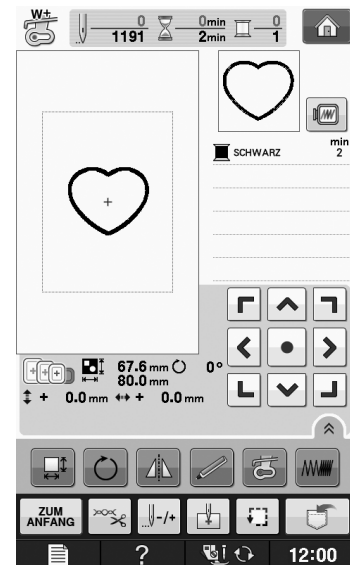 W+
0 0min 0
1191 2min 1
min
SCHWARZ 2
67.6 mm 0°
80.0 mm
+ 0.0 mm + 0.0 mm
ZUM
ANFANG
-/+
? 12:00